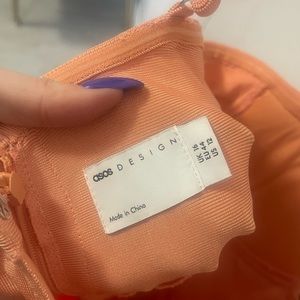 asos DESIGN
Made in China
UK 16
EU 44
US 12